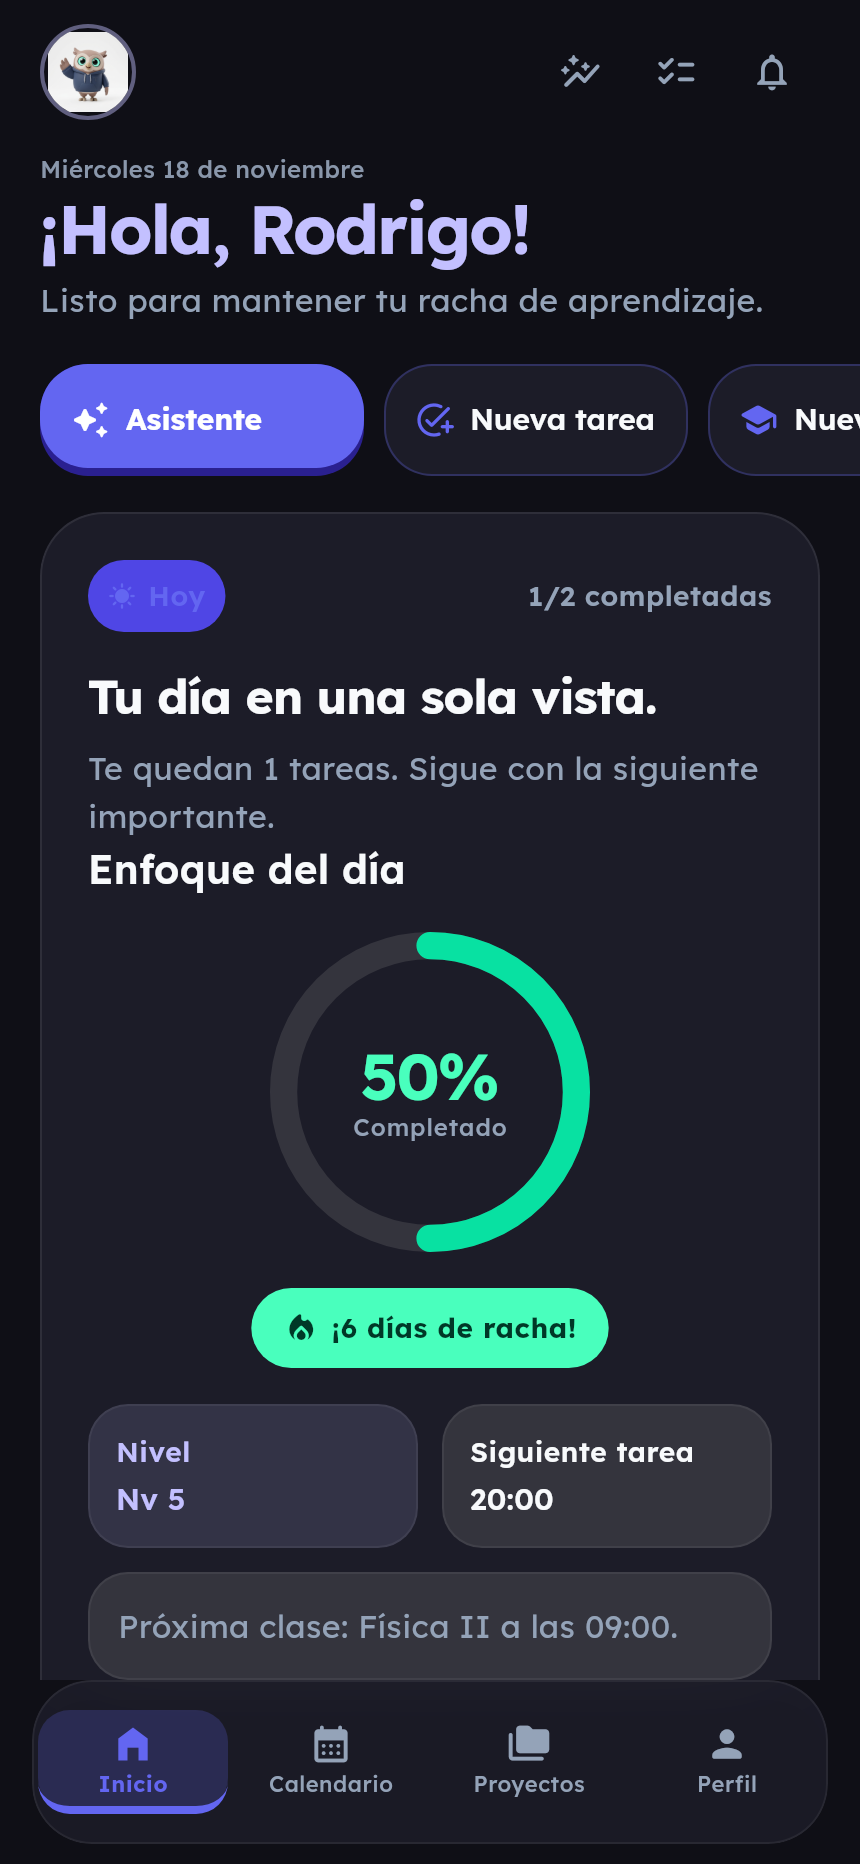 Miércoles 18 de noviembre
¡Hola, Rodrigo!
Listo para mantener tu racha de aprendizaje.
Asistente
Nueva tarea
Hoy
1/2 completadas
Tu día en una sola vista.
Te quedan 1 tareas. Sigue con la siguiente
importante.
Enfoque del día
50%
Completado
¡6 días de racha!
Nivel
Nv 5
Siguiente tarea
20:00
Próxima clase: Física II a las 09:00.
Inicio
Calendario
Proyectos
Perfil